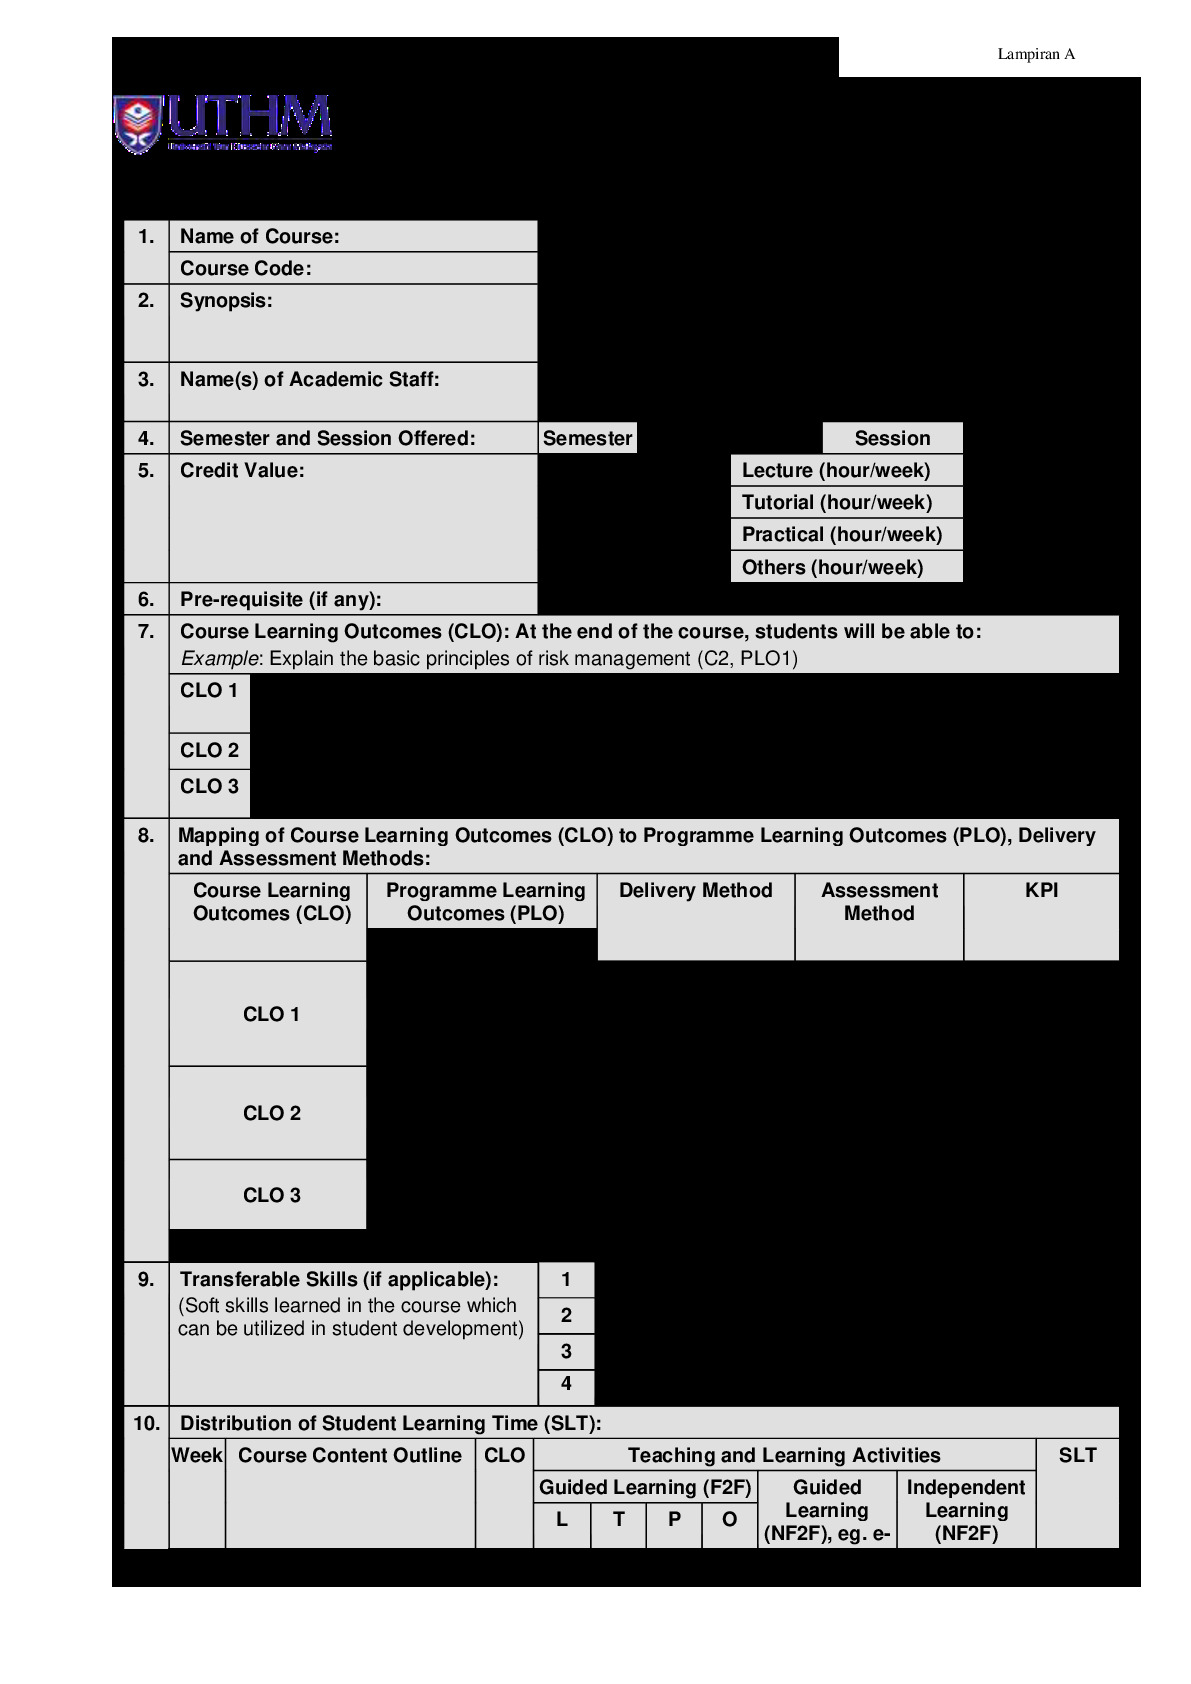 Lampiran A
UTHM
1. Name of Course:
Course Code:
2. Synopsis:
3. Name(s) of Academic Staff:
4. Semester and Session Offered: Semester Session
5. Credit Value: Lecture (hour/week)
Tutorial (hour/week)
Practical (hour/week)
Others (hour/week)
6. Pre-requisite (if any):
7. Course Learning Outcomes (CLO): At the end of the course, students will be able to:
Example: Explain the basic principles of risk management (C2, PLO1)
CLO 1
CLO 2
CLO 3
8. Mapping of Course Learning Outcomes (CLO) to Programme Learning Outcomes (PLO), Delivery
and Assessment Methods:
Course Learning Programme Learning Delivery Method Assessment KPI
Outcomes (CLO) Outcomes (PLO) Method
CLO 1
CLO 2
CLO 3
9. Transferable Skills (if applicable): 1
(Soft skills learned in the course which
2
can be utilized in student development)
3
4
10. Distribution of Student Learning Time (SLT):
Week Course Content Outline CLO Teaching and Learning Activities SLT
Guided Learning (F2F) Guided Independent
Learning Learning
L T P O (NF2F), eg. e- (NF2F)